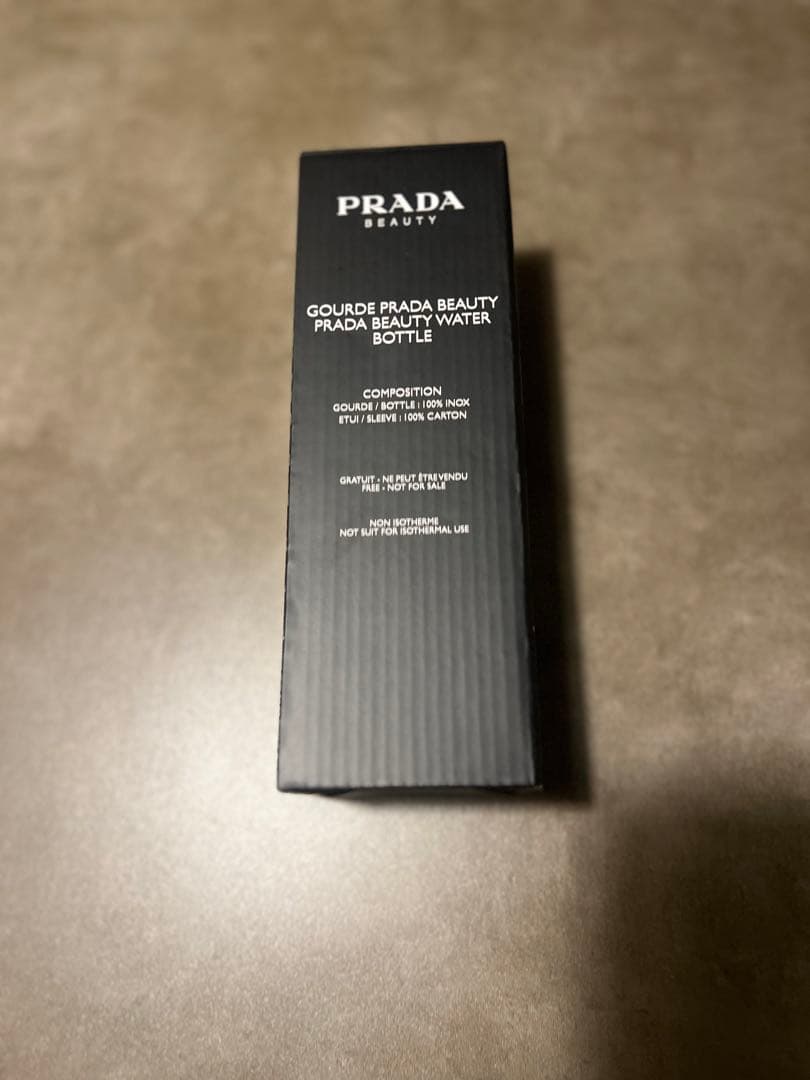 PRADA
BEAUTY
GOURDE PRADA BEAUTY
PRADA BEAUTY WATER
BOTTLE
COMPOSITION
GOURDE / BOTTLE : 100% INOX
ETUI / SLEEVE : 100% CARTON
GRATUIT - NE PEUT ÊTRE VENDU
FREE - NOT FOR SALE
NON ISOTHERME
NOT SUIT FOR ISOTHERMAL USE